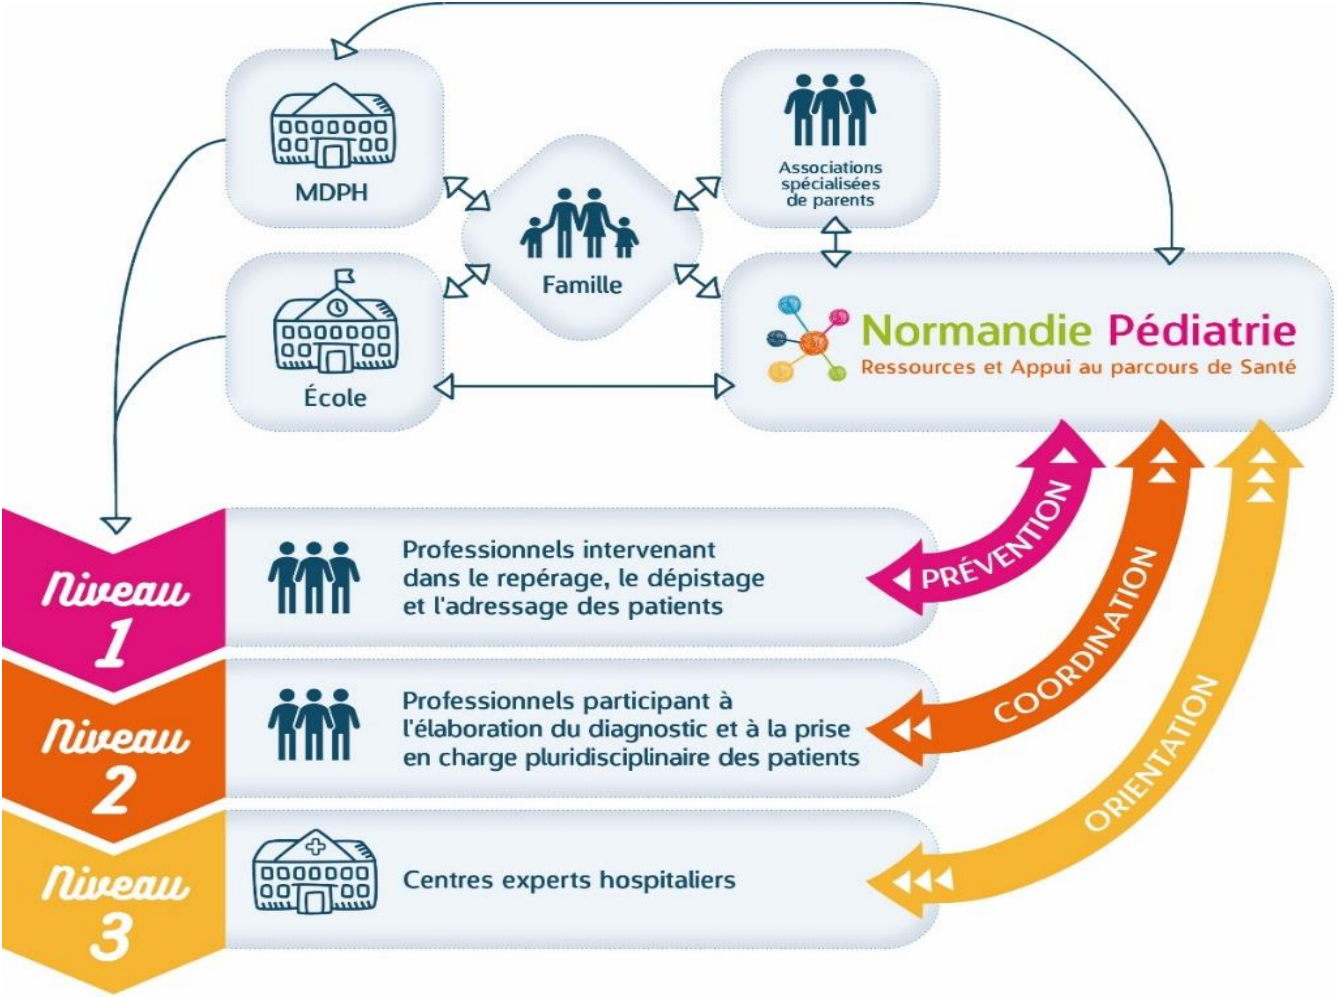 MDPH
Associations
spécialisées
de parents
Famille
École
Normandie Pédiatrie
Ressources et Appui au parcours de Santé
PRÉVENTION
COORDINATION
ORIENTATION
Niveau
1
Professionnels intervenant
dans le repérage, le dépistage
et l'adressage des patients
Niveau
2
Professionnels participant à
l'élaboration du diagnostic et à la prise
en charge pluridisciplinaire des patients
Niveau
3
Centres experts hospitaliers